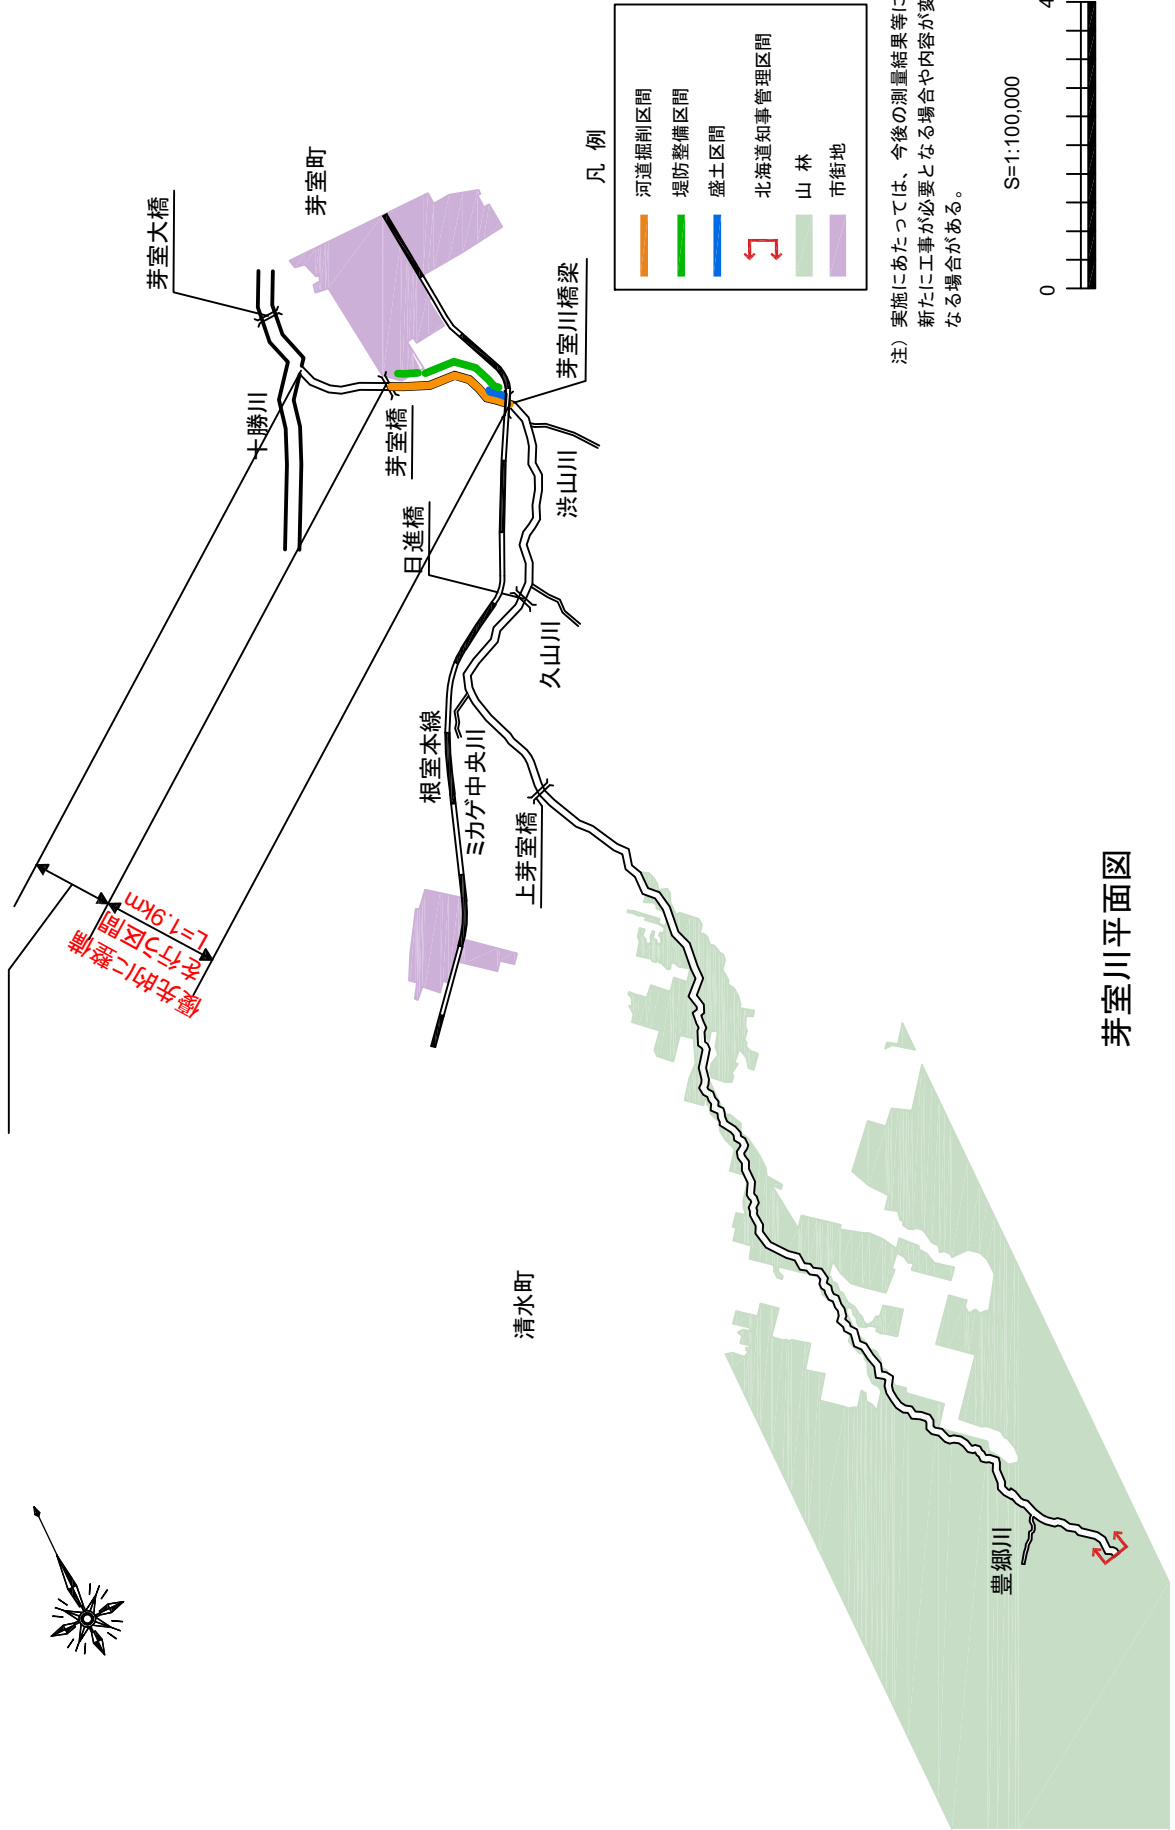 芽室川平面図
芽室大橋
芽室町
十勝川
芽室橋
芽室川橋梁
日進橋
渋山川
久山川
根室本線
ミカゲ中央川
上芽室橋
優先的に整備
を行う区間
L=1.9km
清水町
豊郷川
凡 例
河道掘削区間
堤防整備区間
盛土区間
北海道知事管理区間
山 林
市街地
注）実施にあたっては、今後の測量結果等に
新たに工事が必要となる場合や内容が変
なる場合がある。
S=1:100,000
0 4